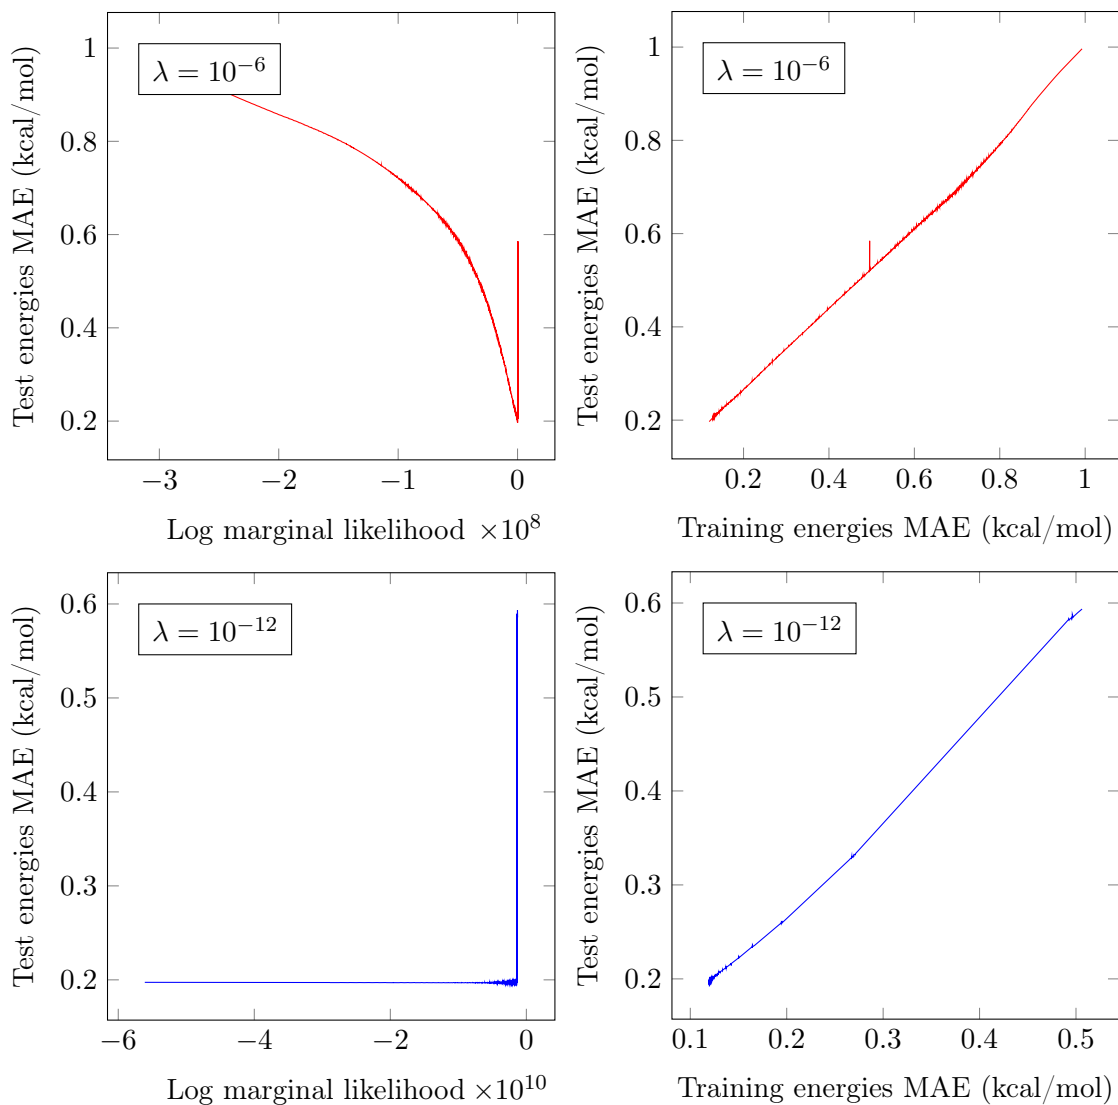 λ = 10⁻⁶
Test energies MAE (kcal/mol)
1
0.8
0.6
0.4
0.2
−3 −2 −1 0
Log marginal likelihood ×10⁸
λ = 10⁻⁶
Test energies MAE (kcal/mol)
1
0.8
0.6
0.4
0.2
0.2 0.4 0.6 0.8 1
Training energies MAE (kcal/mol)
λ = 10⁻¹²
Test energies MAE (kcal/mol)
0.6
0.5
0.4
0.3
0.2
−6 −4 −2 0
Log marginal likelihood ×10¹⁰
λ = 10⁻¹²
Test energies MAE (kcal/mol)
0.6
0.5
0.4
0.3
0.2
0.1 0.2 0.3 0.4 0.5
Training energies MAE (kcal/mol)